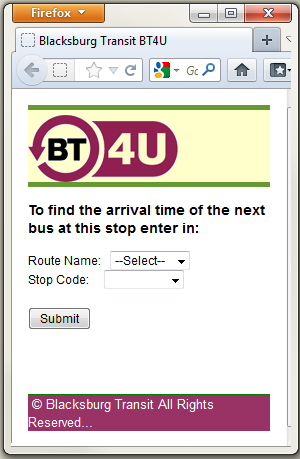 Firefox
Blacksburg Transit BT4U
Go
BT 4U
To find the arrival time of the next
bus at this stop enter in:
Route Name: --Select--
Stop Code:
Submit
© Blacksburg Transit All Rights
Reserved...